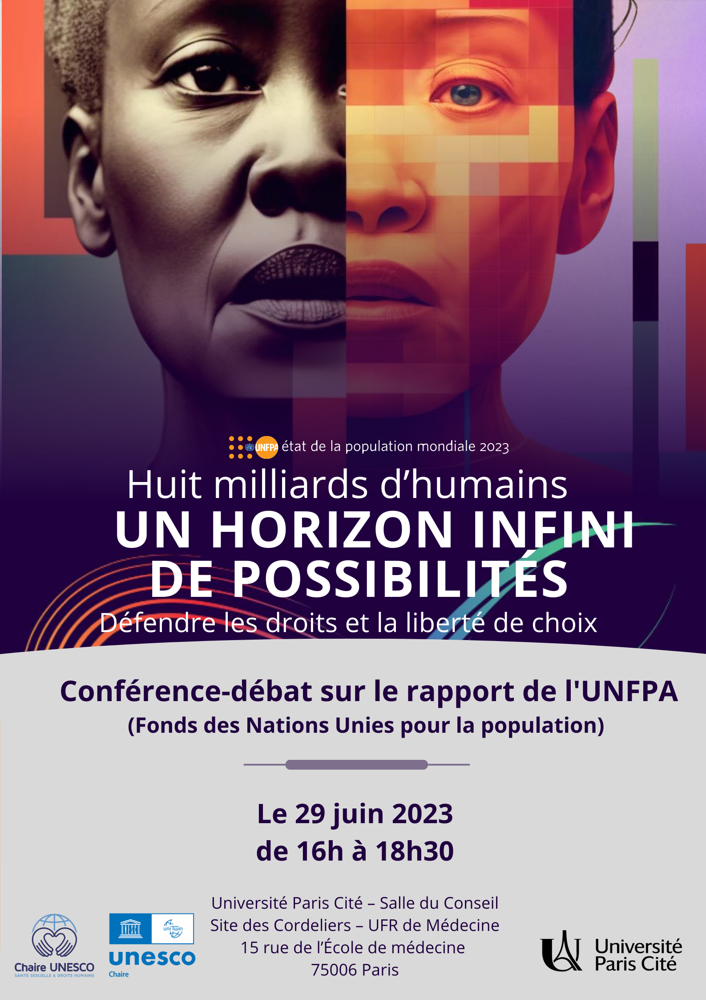 UNFPA état de la population mondiale 2023
Huit milliards d’humains
UN HORIZON INFINI
DE POSSIBILITÉS
Défendre les droits et la liberté de choix
Conférence-débat sur le rapport de l'UNFPA
(Fonds des Nations Unies pour la population)
Le 29 juin 2023
de 16h à 18h30
Université Paris Cité – Salle du Conseil
Site des Cordeliers – UFR de Médecine
15 rue de l’École de médecine
75006 Paris
Chaire UNESCO
SANTÉ SEXUELLE & DROITS HUMAINS
UNESCO
uni Twin
unesco
Chaire
Université
Paris Cité